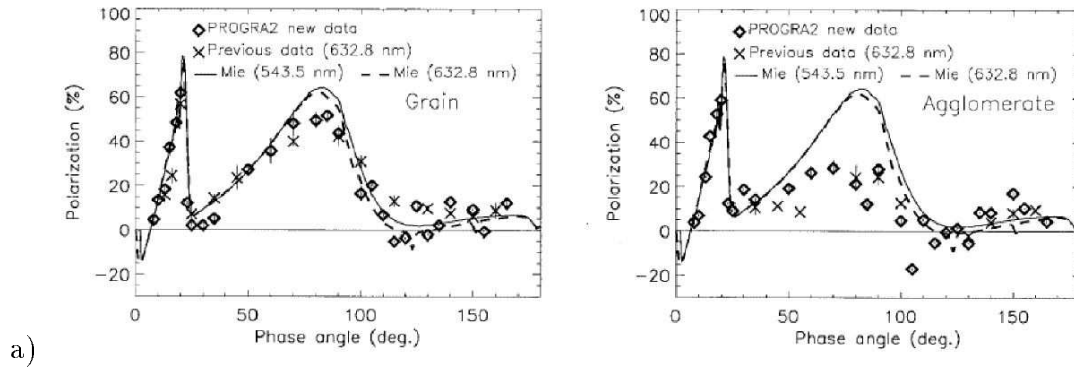 100
80
60
40
20
0
−20
Polarization (%)
◇ PROGRA2 new data
× Previous data (632.8 nm)
— Mie (543.5 nm) – – Mie (632.8 nm)
Grain
0 50 100 150
Phase angle (deg.)
100
80
60
40
20
0
−20
Polarization (%)
◇ PROGRA2 new data
× Previous data (632.8 nm)
— Mie (543.5 nm) – – Mie (632.8 nm)
Agglomerate
0 50 100 150
Phase angle (deg.)
a)